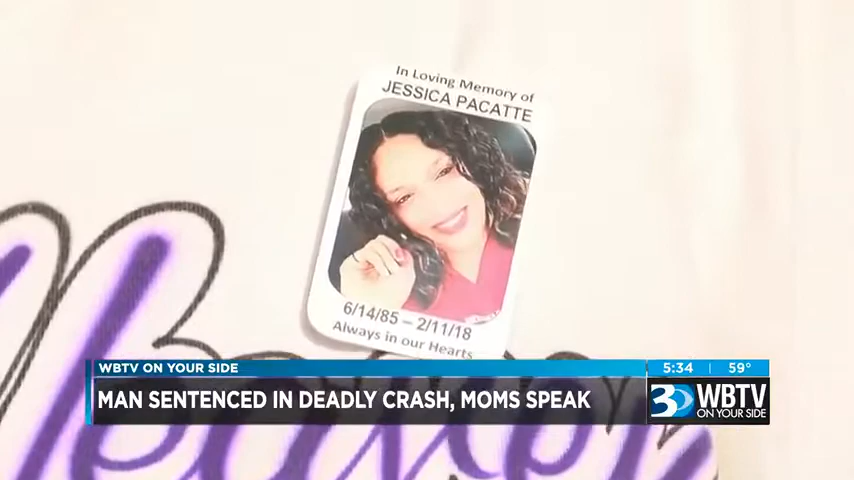 In Loving Memory of
JESSICA PACATTE
6/14/85 – 2/11/18
Always in our Hearts
WBTV ON YOUR SIDE
5:34 | 59°
MAN SENTENCED IN DEADLY CRASH, MOMS SPEAK
3 WBTV
ON YOUR SIDE